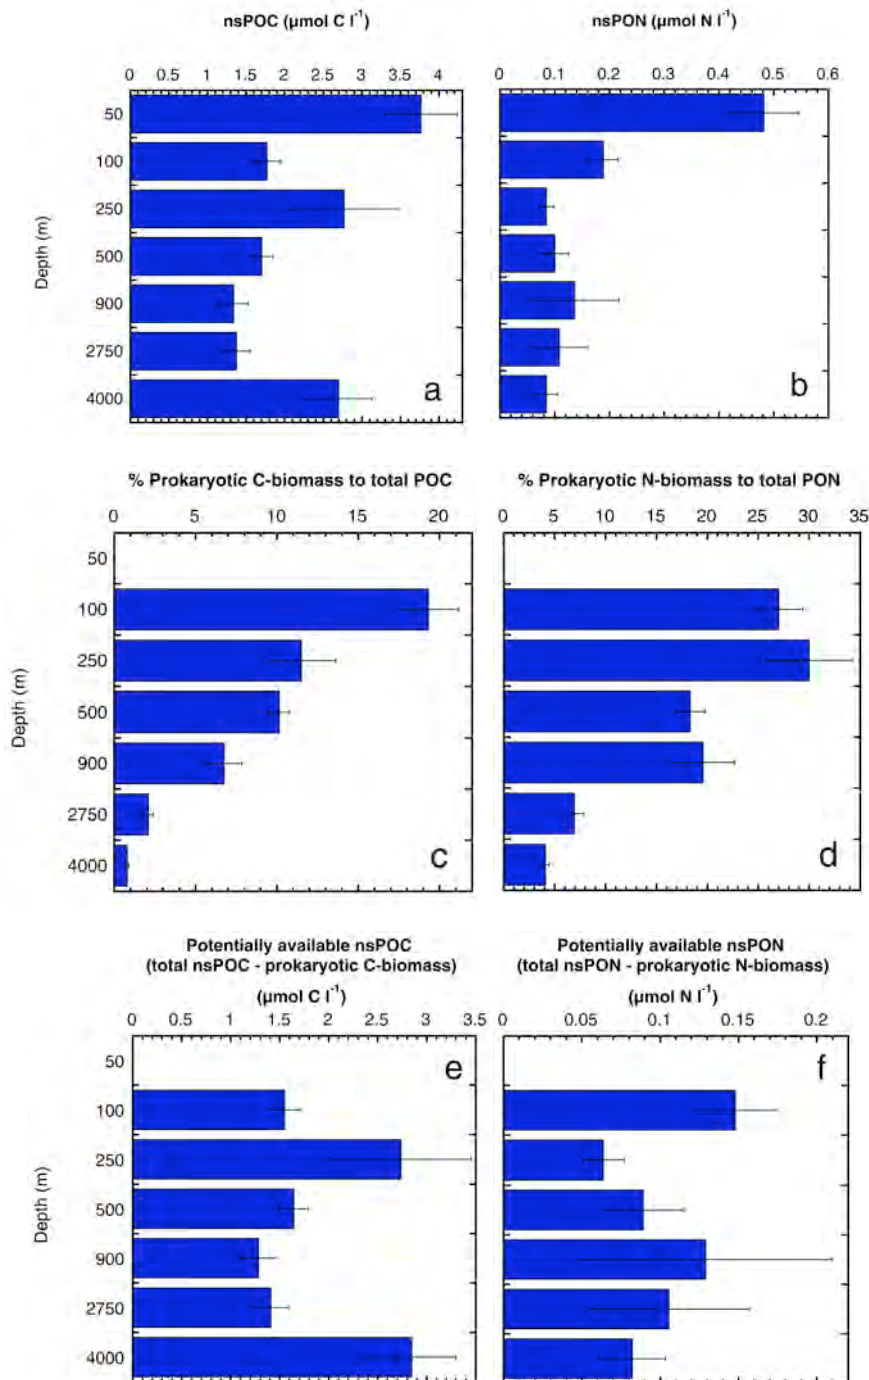 nsPOC (µmol C l⁻¹)
0 0.5 1 1.5 2 2.5 3 3.5 4
Depth (m)
50
100
250
500
900
2750
4000
a
nsPON (µmol N l⁻¹)
0 0.1 0.2 0.3 0.4 0.5 0.6
b
% Prokaryotic C-biomass to total POC
0 5 10 15 20
Depth (m)
50
100
250
500
900
2750
4000
c
% Prokaryotic N-biomass to total PON
0 5 10 15 20 25 30 35
d
Potentially available nsPOC
(total nsPOC - prokaryotic C-biomass)
(µmol C l⁻¹)
0 0.5 1 1.5 2 2.5 3 3.5
Depth (m)
50
100
250
500
900
2750
4000
e
Potentially available nsPON
(total nsPON - prokaryotic N-biomass)
(µmol N l⁻¹)
0 0.05 0.1 0.15 0.2
f